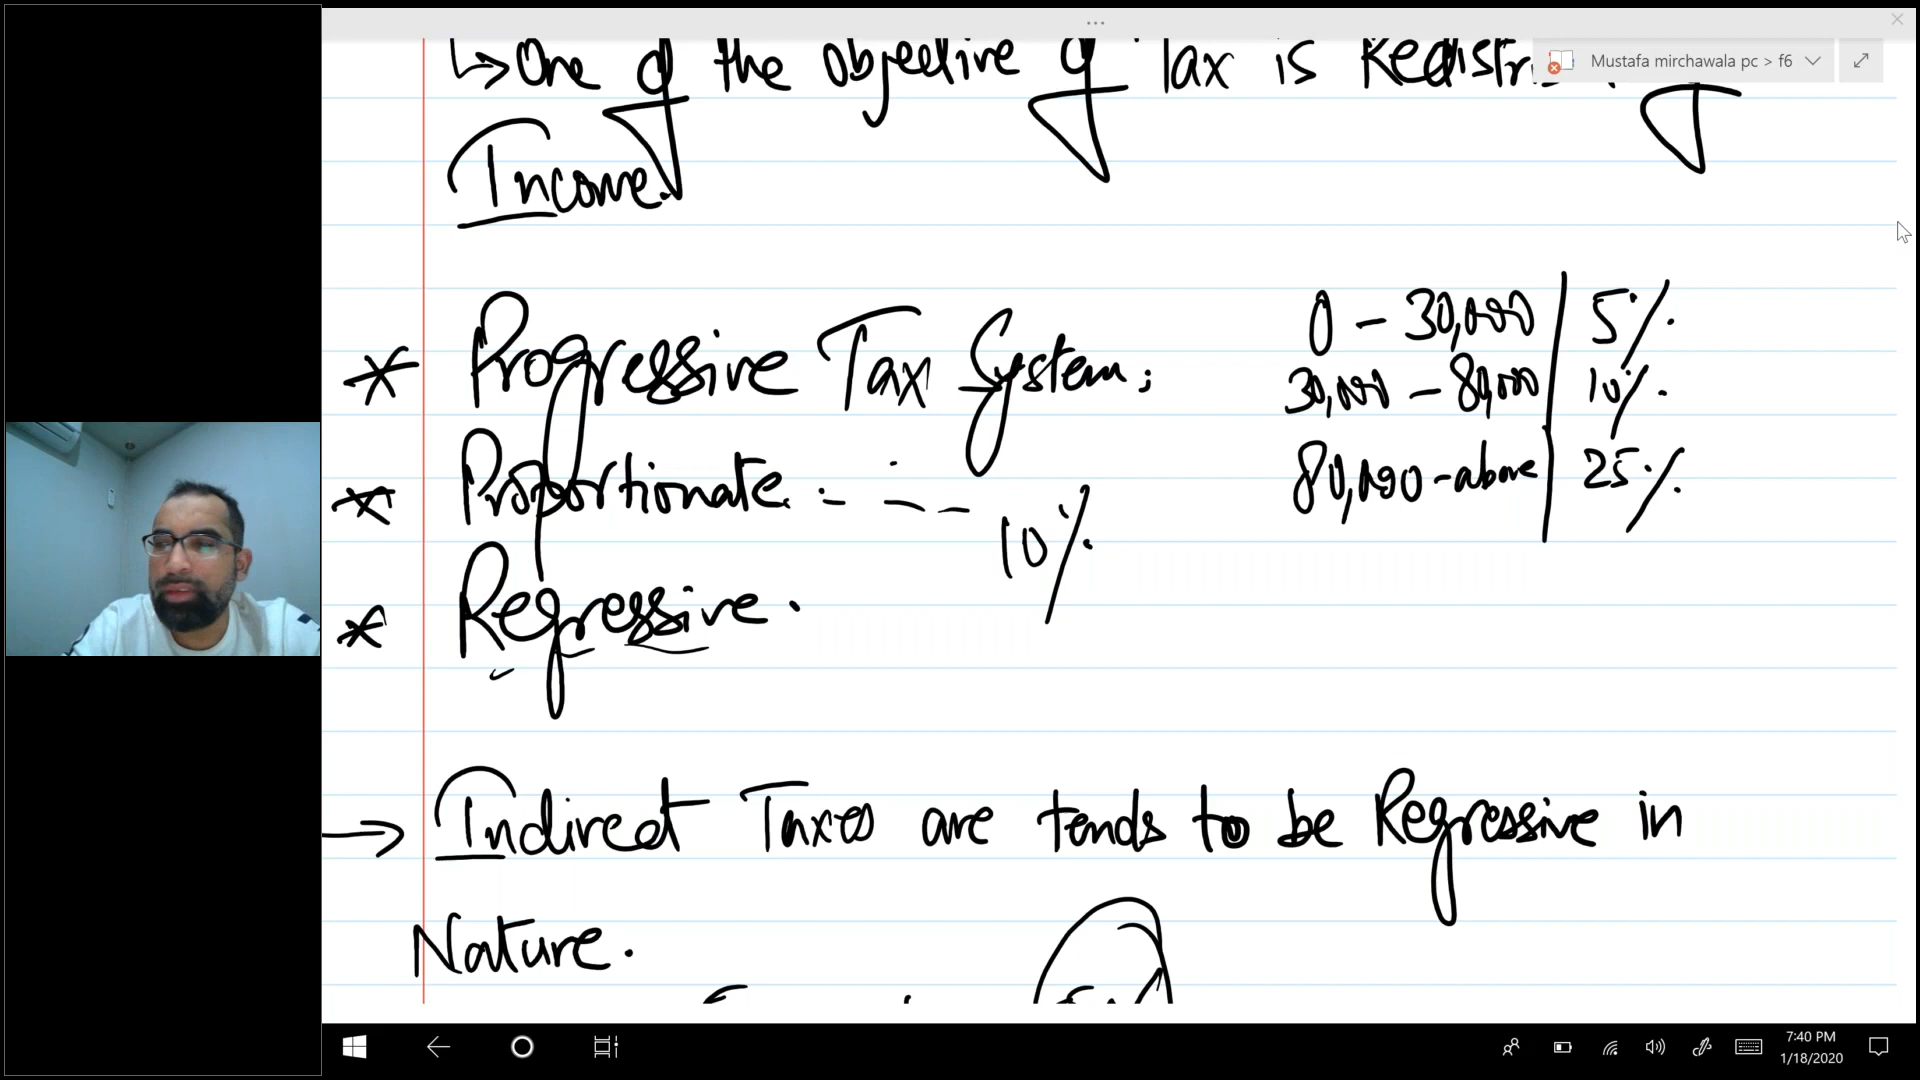 ...
Mustafa mirchawala pc > f6
↳ One of the objective of Tax is
Income.
* Progressive Tax System:
0 - 30,000 | 5%
30,000 - 80,000 | 10%
80,000 - above | 25%
* Proportionate : - - -
10%
* Regressive.
→ Indirect Taxes are tends to be Regressive in
Nature.
7:40 PM
1/18/2020